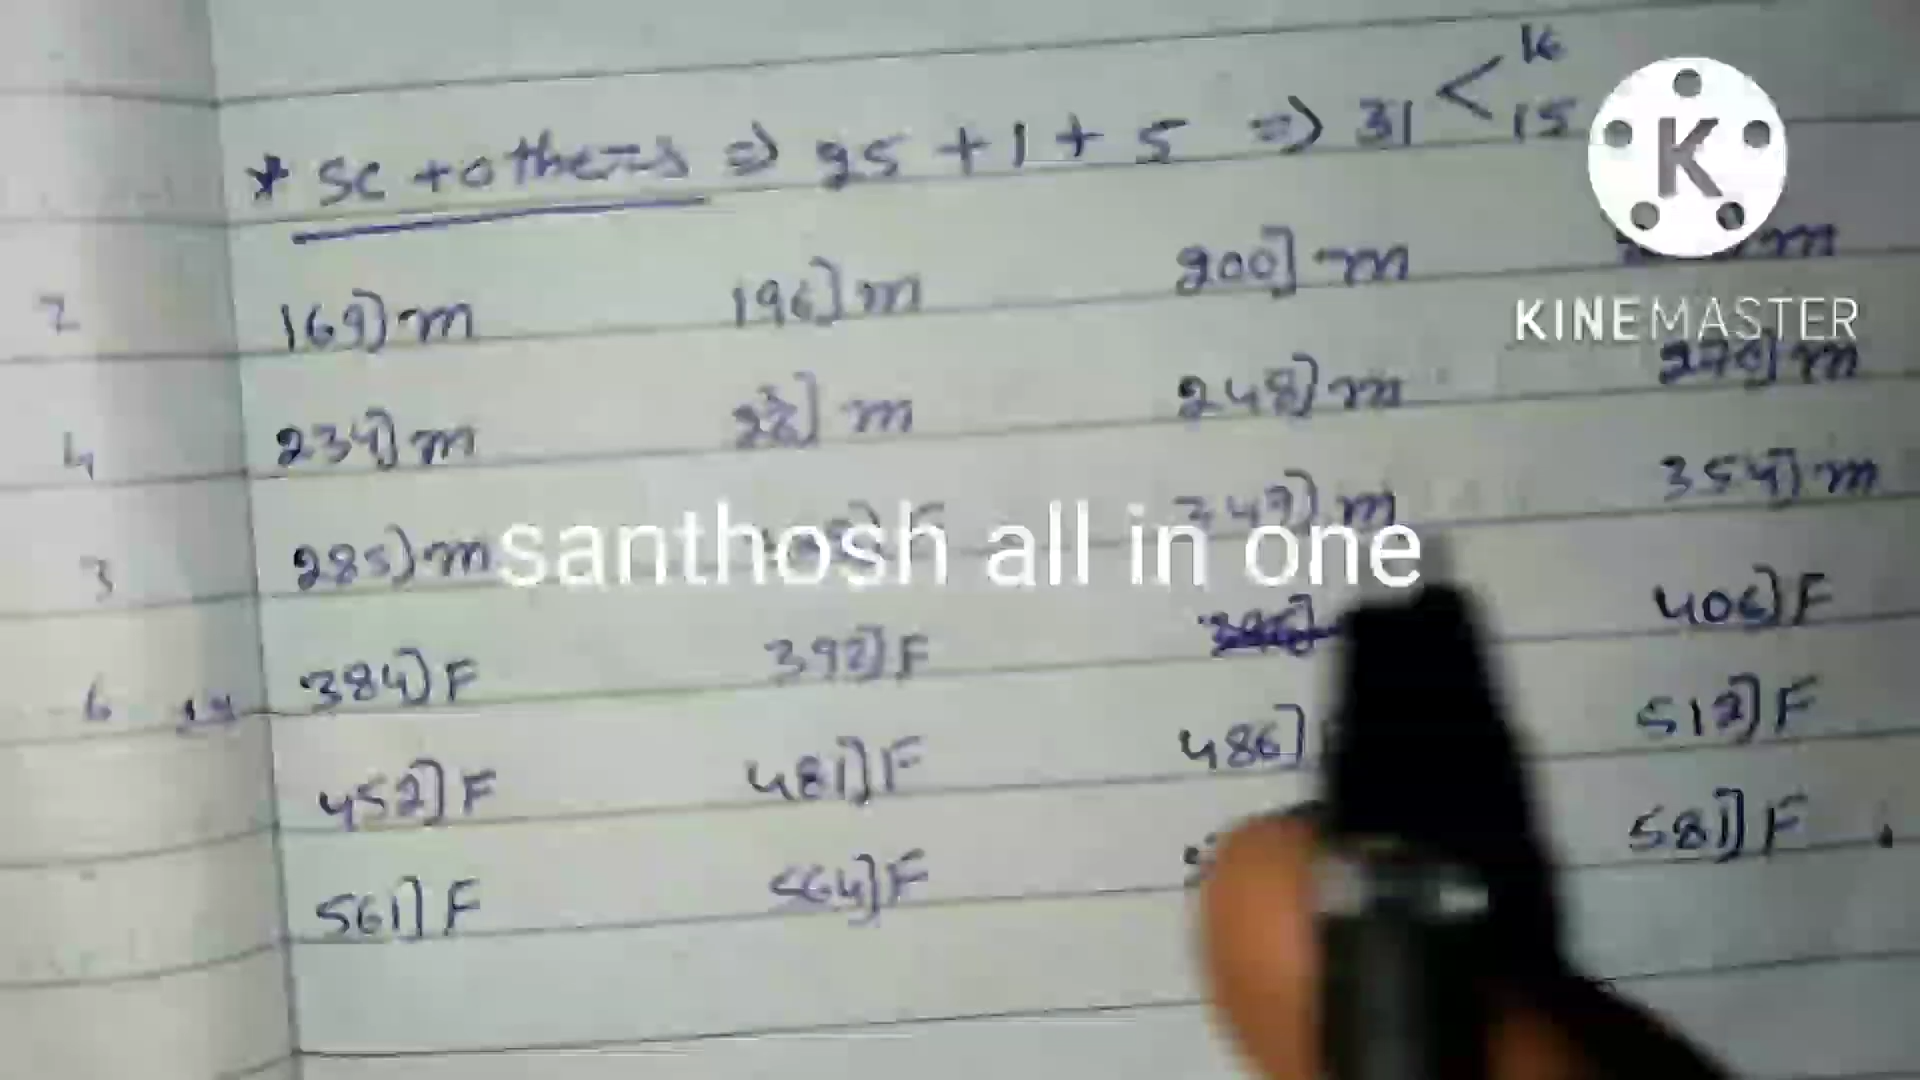 * SC + others => 25 + 1 + 5 => 31 < 16
15
KINEMASTER
169] m 196] m 200] m m
2
234] m m 248] m 270] m
4
285] m 349] m 354] m
3
santhosh all in one
384] F 392] F 406] F
6
452] F 481] F 486] 512] F
561] F 564] F 581] F